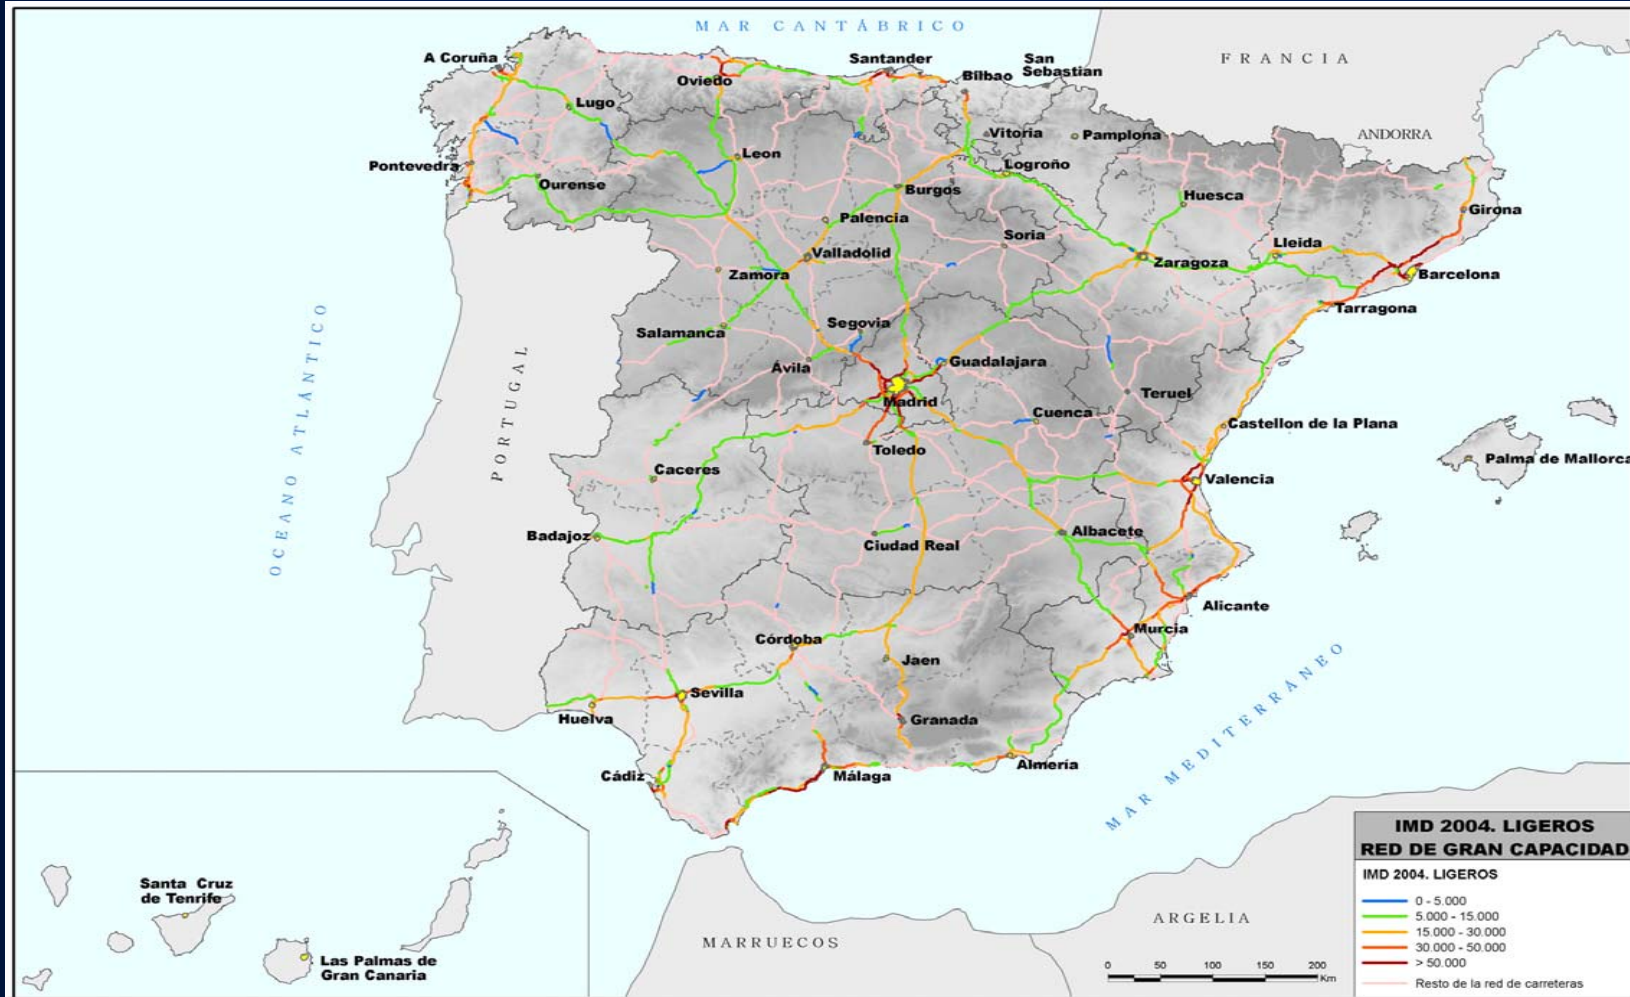 MAR CANTÁBRICO
FRANCIA
ANDORRA
A Coruña
Oviedo
Santander
Bilbao
San
Sebastian
Lugo
Vitoria
Pamplona
Leon
Logroño
Pontevedra
Ourense
Burgos
Huesca
Girona
Palencia
Soria
Lleida
Valladolid
Zaragoza
Zamora
Barcelona
Tarragona
Segovia
Salamanca
Ávila
Guadalajara
Madrid
Teruel
Cuenca
Castellon de la Plana
Toledo
Caceres
Valencia
Palma de Mallorca
Badajoz
Albacete
Ciudad Real
Alicante
Murcia
Córdoba
Jaen
Sevilla
Huelva
Granada
Almería
Cádiz
Málaga
OCEANO ATLÁNTICO
PORTUGAL
MAR MEDITERRÁNEO
Santa Cruz
de Tenrife
Las Palmas de
Gran Canaria
MARRUECOS
ARGELIA
0 50 100 150 200
Km
IMD 2004. LIGEROS
RED DE GRAN CAPACIDAD
IMD 2004. LIGEROS
0 - 5.000
5.000 - 15.000
15.000 - 30.000
30.000 - 50.000
> 50.000
Resto de la red de carreteras